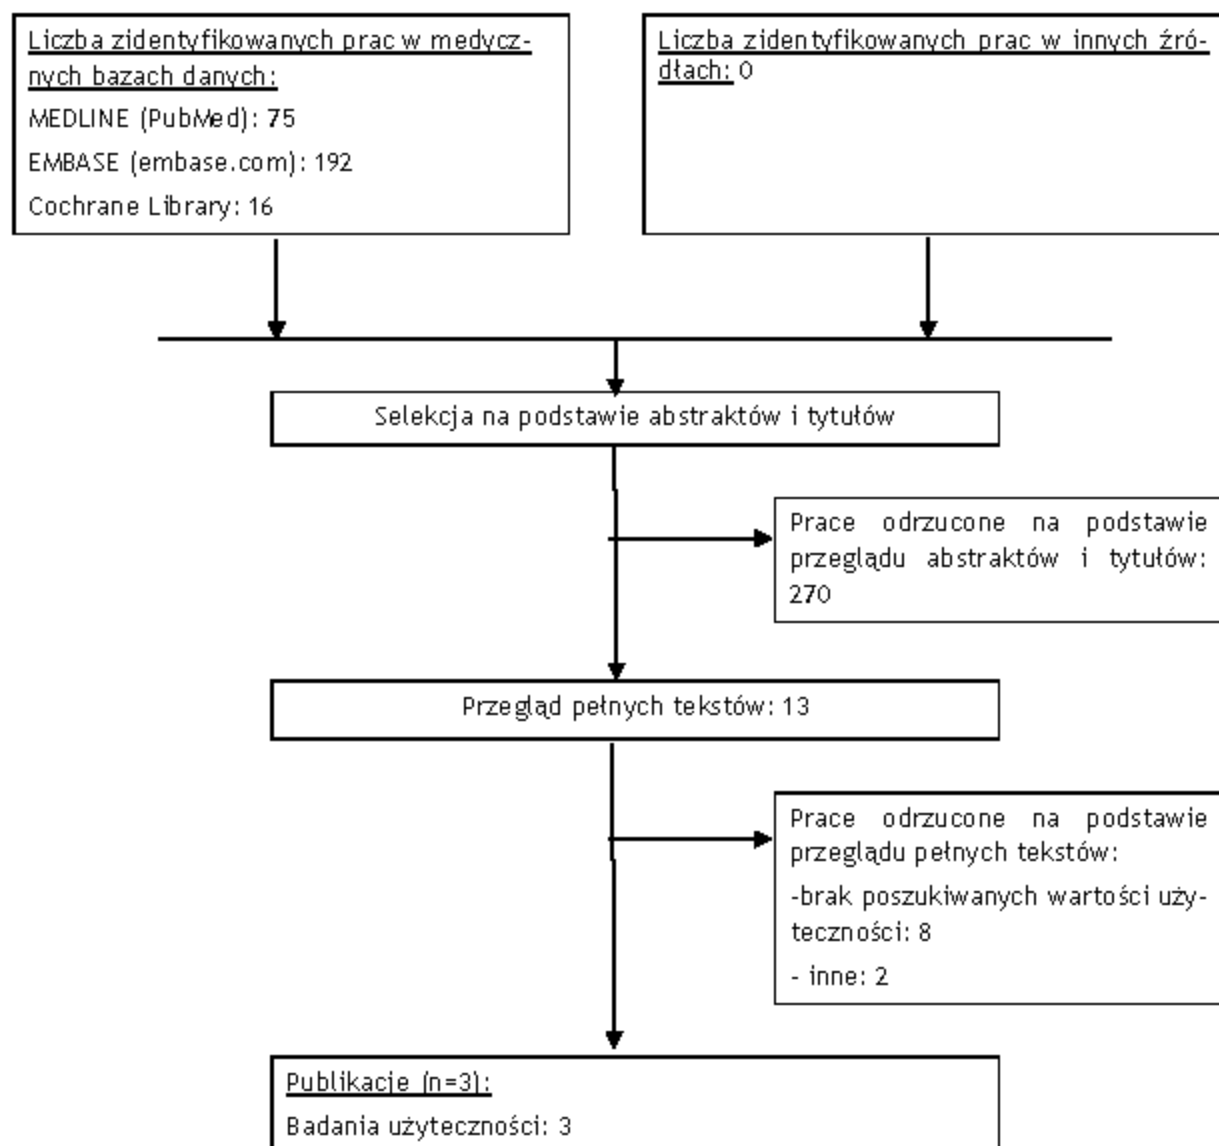 Liczba zidentyfikowanych prac w medycz-
nych bazach danych:
MEDLINE (PubMed): 75
EMBASE (embase.com): 192
Cochrane Library: 16
Liczba zidentyfikowanych prac w innych źró-
dłach: 0
Selekcja na podstawie abstraktów i tytułów
Prace odrzucone na podstawie
przeglądu abstraktów i tytułów:
270
Przegląd pełnych tekstów: 13
Prace odrzucone na podstawie
przeglądu pełnych tekstów:
-brak poszukiwanych wartości uży-
teczności: 8
- inne: 2
Publikacje (n=3):
Badania użyteczności: 3